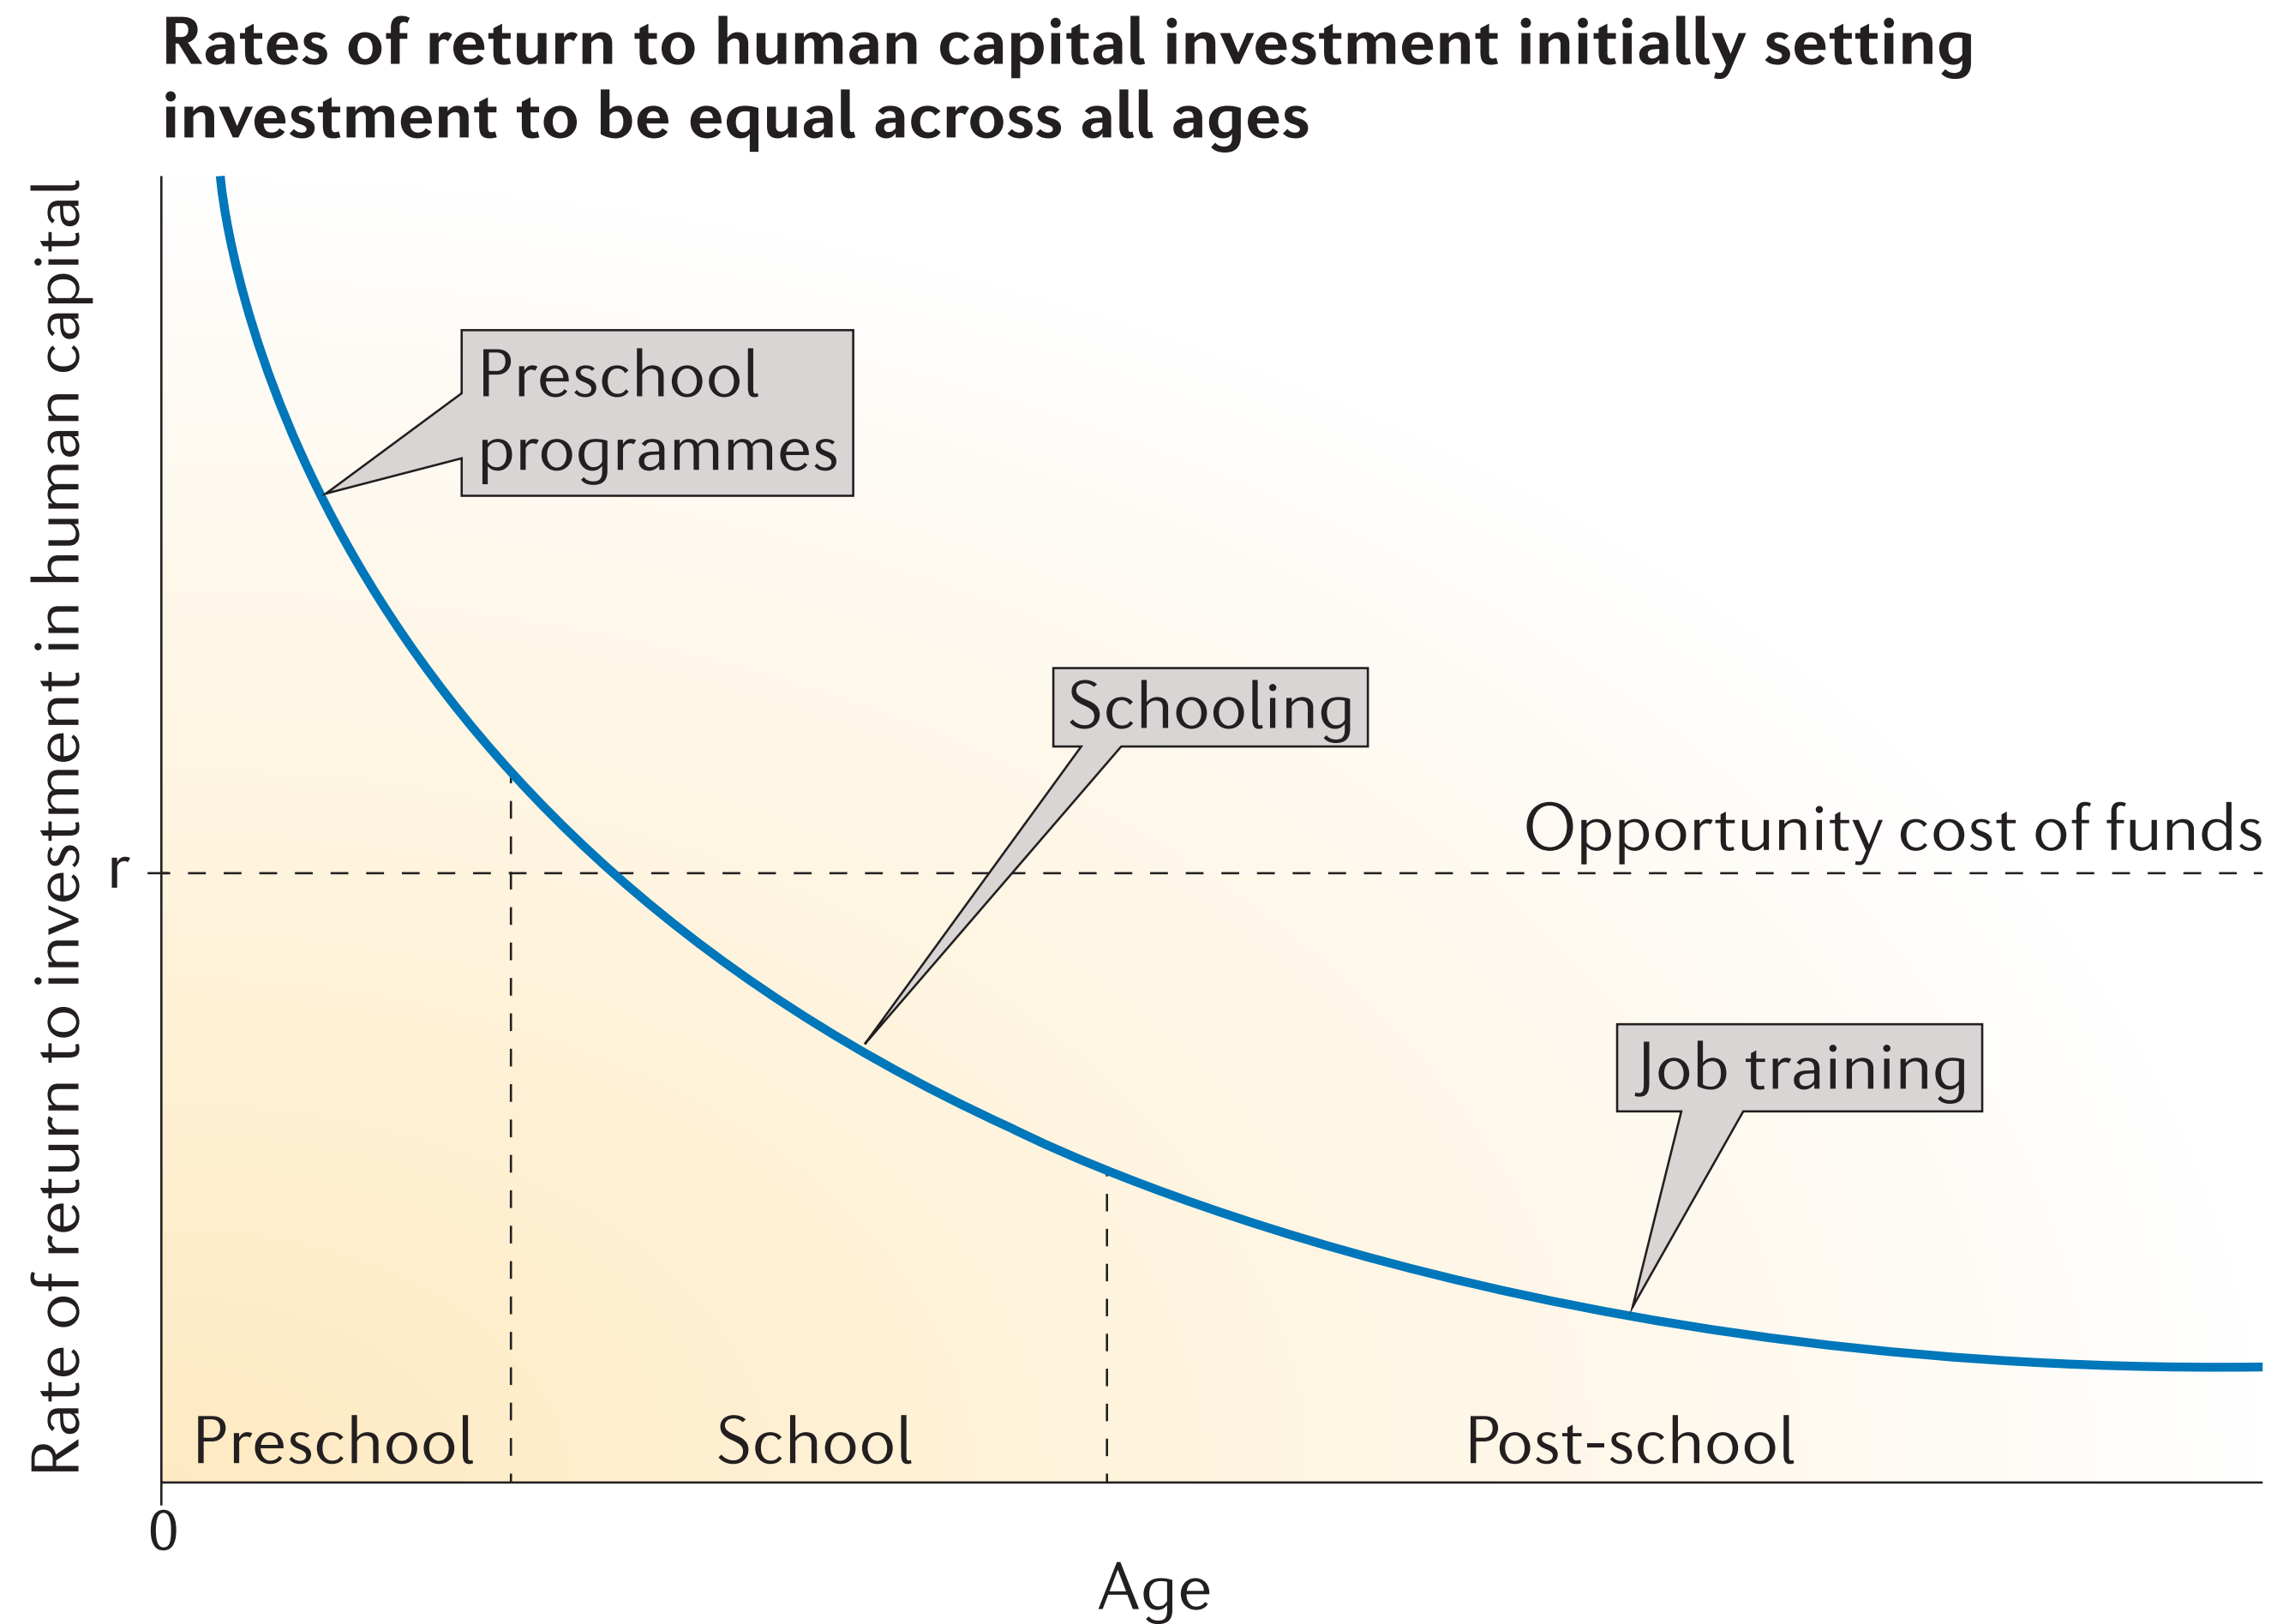 Rates of return to human capital investment initially setting
investment to be equal across all ages
Rate of return to investment in human capital
Preschool
programmes
Schooling
Opportunity cost of funds
r
Job training
Preschool
School
Post-school
0
Age